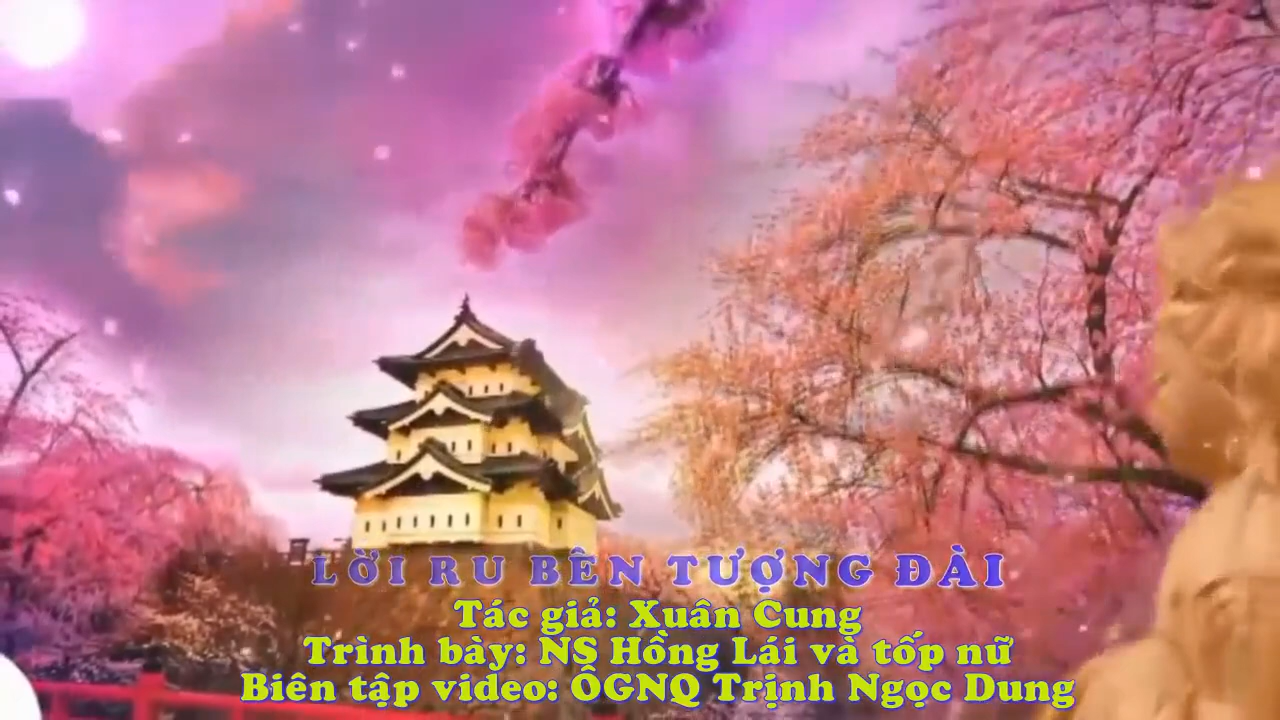 LỜI RU BÊN TƯỢNG ĐÀI
Tác giả: Xuân Cung
Trình bày: NS Hồng Lái và tốp nữ
Biên tập video: ÔGNQ Trịnh Ngọc Dung